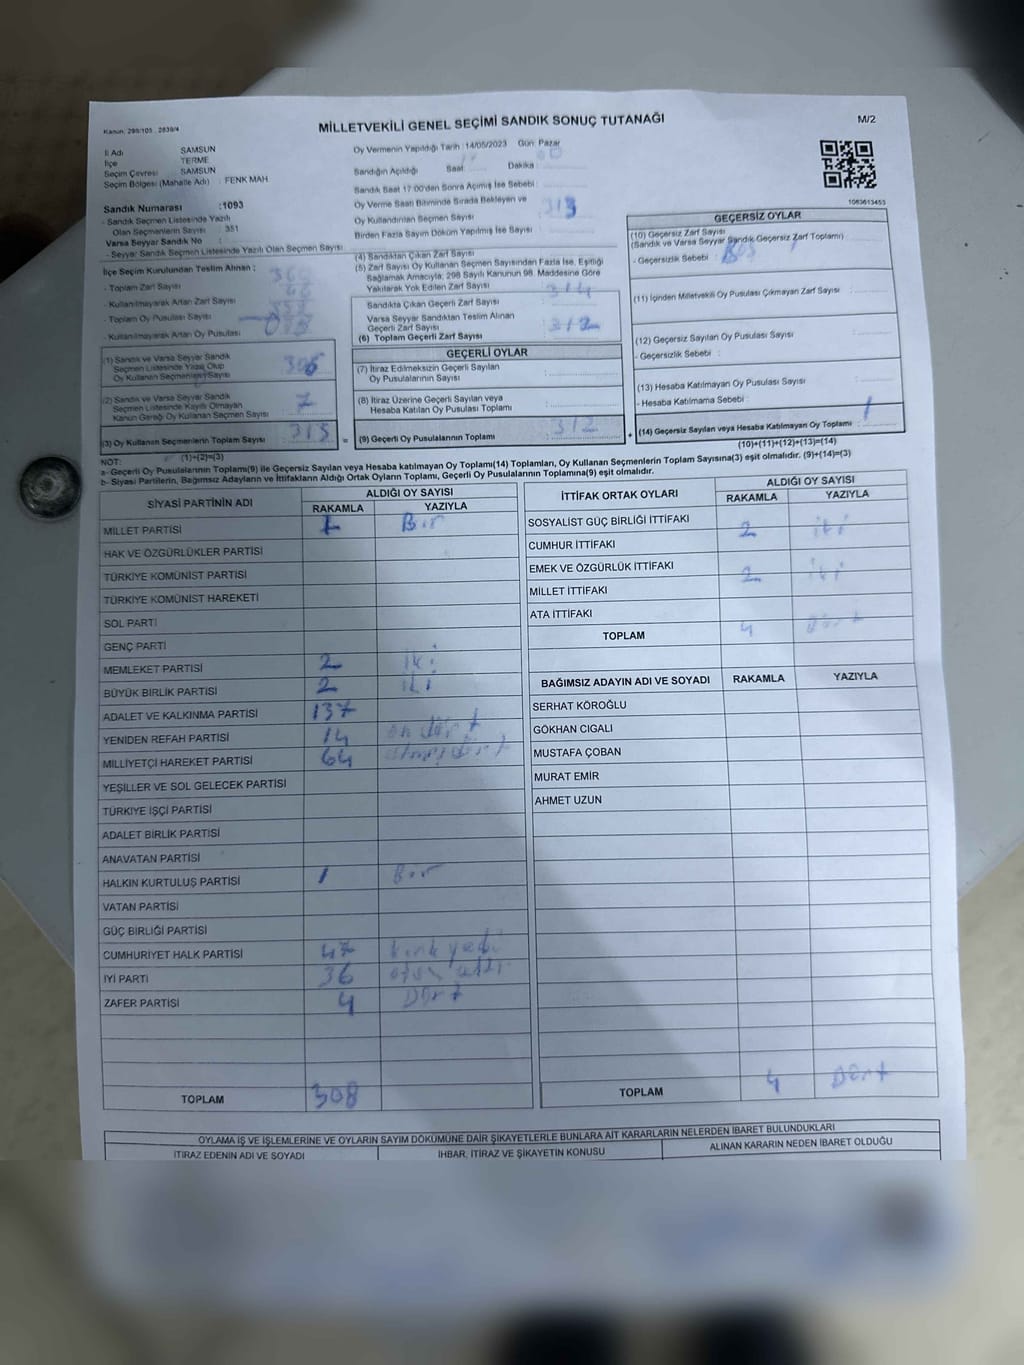 Kanun: 298/105 , 2839/4
MİLLETVEKİLİ GENEL SEÇİMİ SANDIK SONUÇ TUTANAĞI
M/2
İl Adı SAMSUN
İlçe TERME
Seçim Çevresi SAMSUN
Seçim Bölgesi (Mahalle Adı) : FENK MAH
Sandık Numarası :1093
- Sandık Seçmen Listesinde Yazılı
Olan Seçmenlerin Sayısı : 351
Varsa Seyyar Sandık No :
- Seyyar Sandık Seçmen Listesinde Yazılı Olan Seçmen Sayısı:
Oy Vermenin Yapıldığı Tarih :14/05/2023 Gün: Pazar
Sandığın Açıldığı Saat: Dakika:
Sandık Saat 17:00'den Sonra Açılmış İse Sebebi :
Oy Verme Saati Bitiminde Sırada Bekleyen ve
Oy Kullandırılan Seçmen Sayısı : 313
Birden Fazla Sayım Döküm Yapılmış İse Sayısı :
1083613453
İlçe Seçim Kurulundan Teslim Alınan :
- Toplam Zarf Sayısı :
- Kullanılmayarak Artan Zarf Sayısı
- Toplam Oy Pusulası Sayısı :
- Kullanılmayarak Artan Oy Pusulası
(1) Sandık ve Varsa Seyyar Sandık
Seçmen Listesinde Yazılı Olup
Oy Kullanan Seçmenlerin Sayısı
(2) Sandık ve Varsa Seyyar Sandık
Seçmen Listesinde Kayıtlı Olmayan
Kanun Gereği Oy Kullanan Seçmen Sayısı : 7
(3) Oy Kullanan Seçmenlerin Toplam Sayısı : 313 =
(1)+(2)=(3)
(4) Sandıktan Çıkan Zarf Sayısı
(5) Zarf Sayısı Oy Kullanan Seçmen Sayısından Fazla İse, Eşitliği
Sağlamak Amacıyla, 298 Sayılı Kanunun 98. Maddesine Göre
Yakılarak Yok Edilen Zarf Sayısı :
Sandıkta Çıkan Geçerli Zarf Sayısı :
Varsa Seyyar Sandıktan Teslim Alınan
Geçerli Zarf Sayısı :
(6) Toplam Geçerli Zarf Sayısı : 312
GEÇERLİ OYLAR
(7) İtiraz Edilmeksizin Geçerli Sayılan
Oy Pusulalarının Sayısı :
(8) İtiraz Üzerine Geçerli Sayılan veya
Hesaba Katılan Oy Pusulası Toplamı :
(9) Geçerli Oy Pusulalarının Toplamı : 312 +
GEÇERSİZ OYLAR
(10) Geçersiz Zarf Sayısı
(Sandık ve Varsa Seyyar Sandık Geçersiz Zarf Toplamı)
- Geçersizlik Sebebi :
(11) İçinden Milletvekili Oy Pusulası Çıkmayan Zarf Sayısı :
(12) Geçersiz Sayılan Oy Pusulası Sayısı :
- Geçersizlik Sebebi :
(13) Hesaba Katılmayan Oy Pusulası Sayısı :
- Hesaba Katılmama Sebebi :
(14) Geçersiz Sayılan veya Hesaba Katılmayan Oy Toplamı : 1
(10)+(11)+(12)+(13)=(14)
NOT:
a- Geçerli Oy Pusulalarının Toplamı(9) ile Geçersiz Sayılan veya Hesaba katılmayan Oy Toplamı(14) Toplamları, Oy Kullanan Seçmenlerin Toplam Sayısına(3) eşit olmalıdır. (9)+(14)=(3)
b- Siyasi Partilerin, Bağımsız Adayların ve İttifakların Aldığı Ortak Oyların Toplamı, Geçerli Oy Pusulalarının Toplamına(9) eşit olmalıdır.
SİYASİ PARTİNİN ADI ALDIĞI OY SAYISI
RAKAMLA YAZIYLA
MİLLET PARTİSİ 1 Bir
HAK VE ÖZGÜRLÜKLER PARTİSİ
TÜRKİYE KOMÜNİST PARTİSİ
TÜRKİYE KOMÜNİST HAREKETİ
SOL PARTİ
GENÇ PARTİ
MEMLEKET PARTİSİ 2 iki
BÜYÜK BİRLİK PARTİSİ 2 iki
ADALET VE KALKINMA PARTİSİ 137
YENİDEN REFAH PARTİSİ 14 on dört
MİLLİYETÇİ HAREKET PARTİSİ 64
YEŞİLLER VE SOL GELECEK PARTİSİ
TÜRKİYE İŞÇİ PARTİSİ
ADALET BİRLİK PARTİSİ
ANAVATAN PARTİSİ
HALKIN KURTULUŞ PARTİSİ 1 Bir
VATAN PARTİSİ
GÜÇ BİRLİĞİ PARTİSİ
CUMHURİYET HALK PARTİSİ 47 kırk yedi
İYİ PARTİ 36 otuz altı
ZAFER PARTİSİ 4 Dört
TOPLAM 308
İTTİFAK ORTAK OYLARI ALDIĞI OY SAYISI
RAKAMLA YAZIYLA
SOSYALİST GÜÇ BİRLİĞİ İTTİFAKI
CUMHUR İTTİFAKI 2 iki
EMEK VE ÖZGÜRLÜK İTTİFAKI
MİLLET İTTİFAKI 2 iki
ATA İTTİFAKI
TOPLAM 4 Dört
BAĞIMSIZ ADAYIN ADI VE SOYADI RAKAMLA YAZIYLA
SERHAT KÖROĞLU
GÖKHAN CIGALI
MUSTAFA ÇOBAN
MURAT EMİR
AHMET UZUN
TOPLAM 4 Dört
OYLAMA İŞ VE İŞLEMLERİNE VE OYLARIN SAYIM DÖKÜMÜNE DAİR ŞİKAYETLERLE BUNLARA AİT KARARLARIN NELERDEN İBARET BULUNDUKLARI
İTİRAZ EDENİN ADI VE SOYADI İHBAR, İTİRAZ VE ŞİKAYETİN KONUSU ALINAN KARARIN NEDEN İBARET OLDUĞU